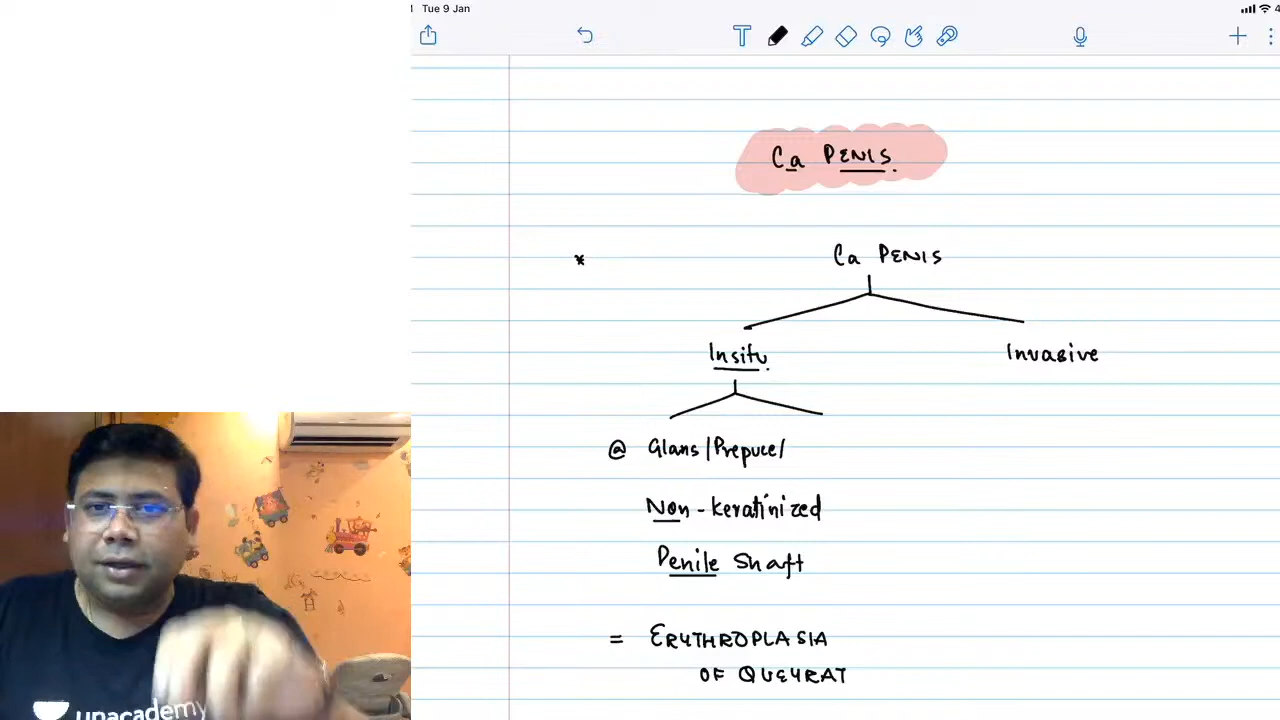 Tue 9 Jan
Ca PENIS.
* Ca PENIS
Insitu. Invasive
@ Glans/Prepuce/
Non-keratinized
Penile Shaft
= ERYTHROPLASIA
OF QUEYRAT
unacademy